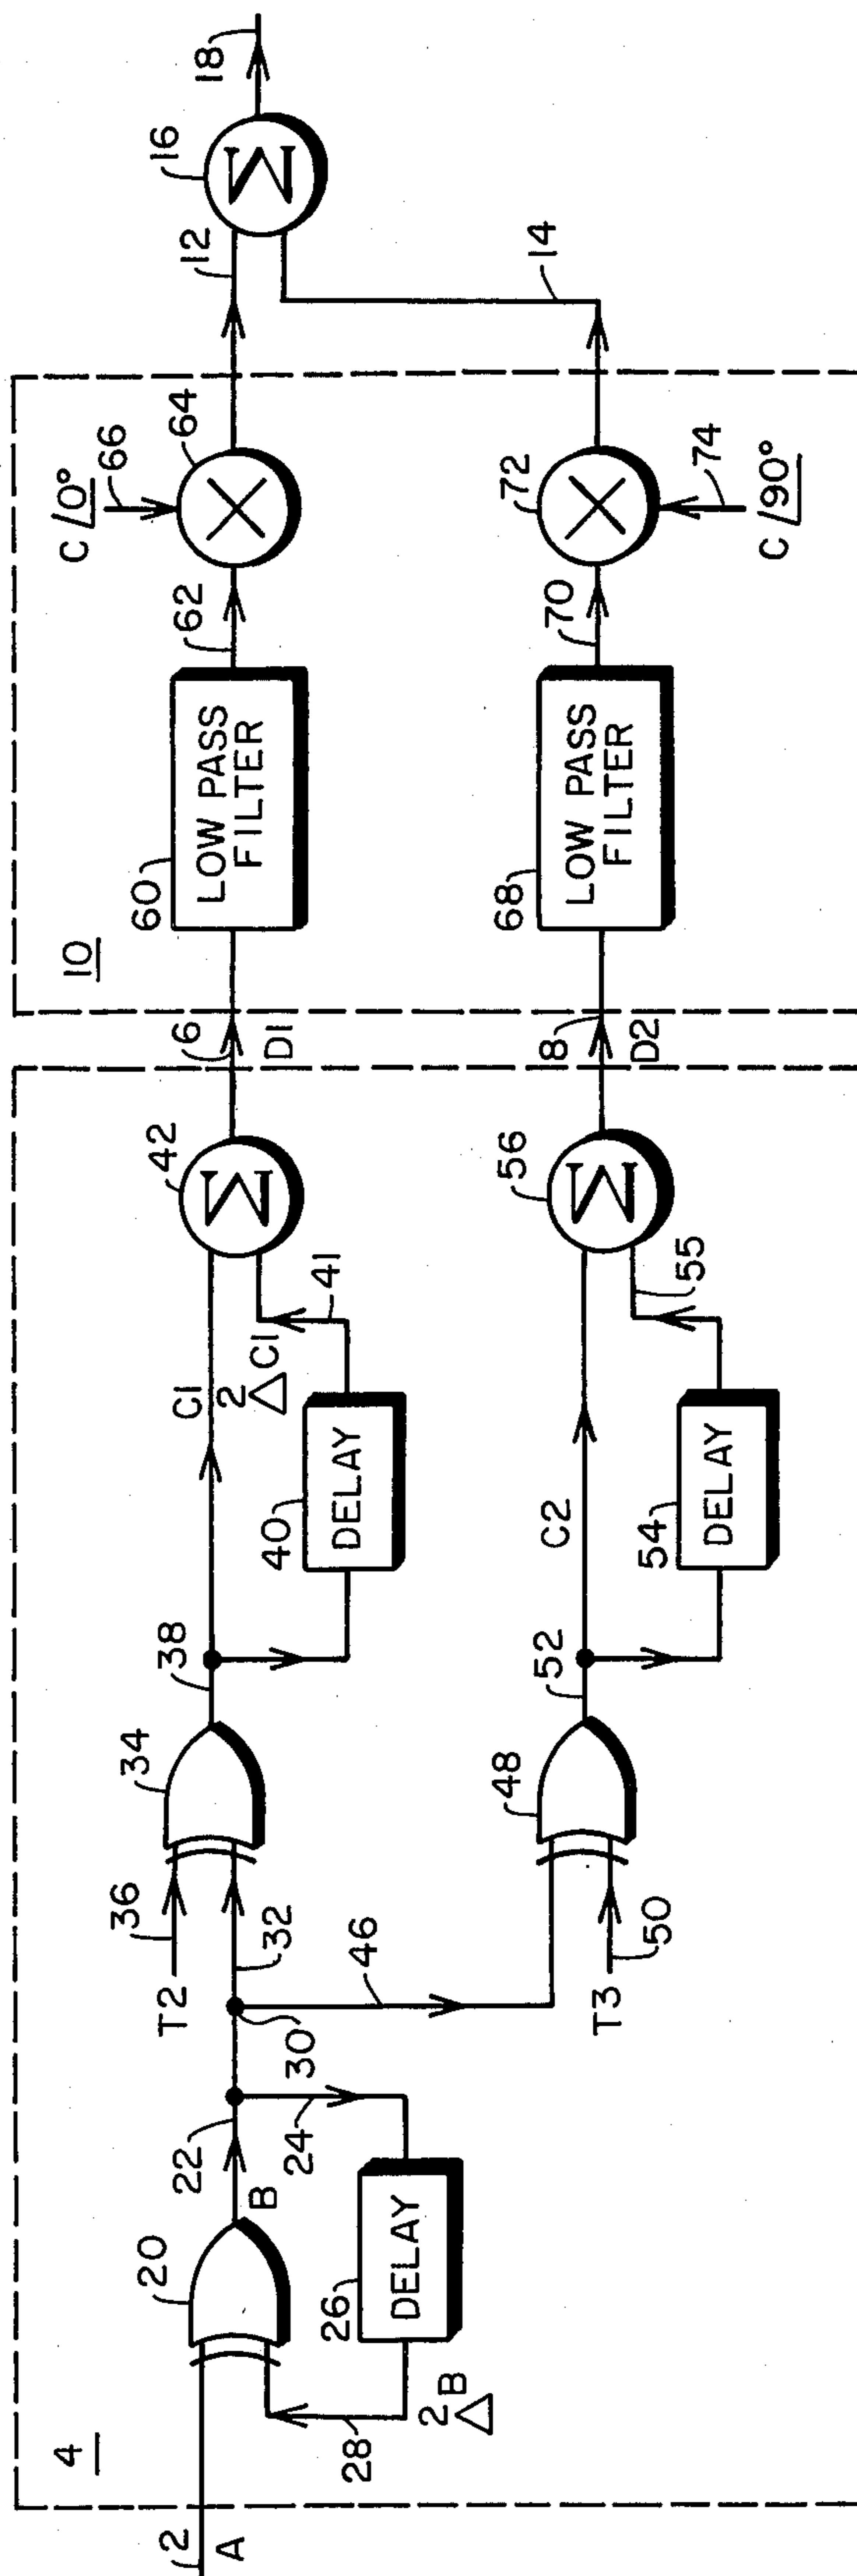 2
A
4
20
B
22
24
26
DELAY
28
2△B
30
32
T2
36
34
38
C1
2△C1
40
DELAY
41
42
46
T3
50
48
52
C2
54
DELAY
55
56
6
D1
8
D2
10
60
LOW PASS
FILTER
62
C /0°
66
64
68
LOW PASS
FILTER
70
72
74
C /90°
12
14
16
18
Σ
Σ
Σ